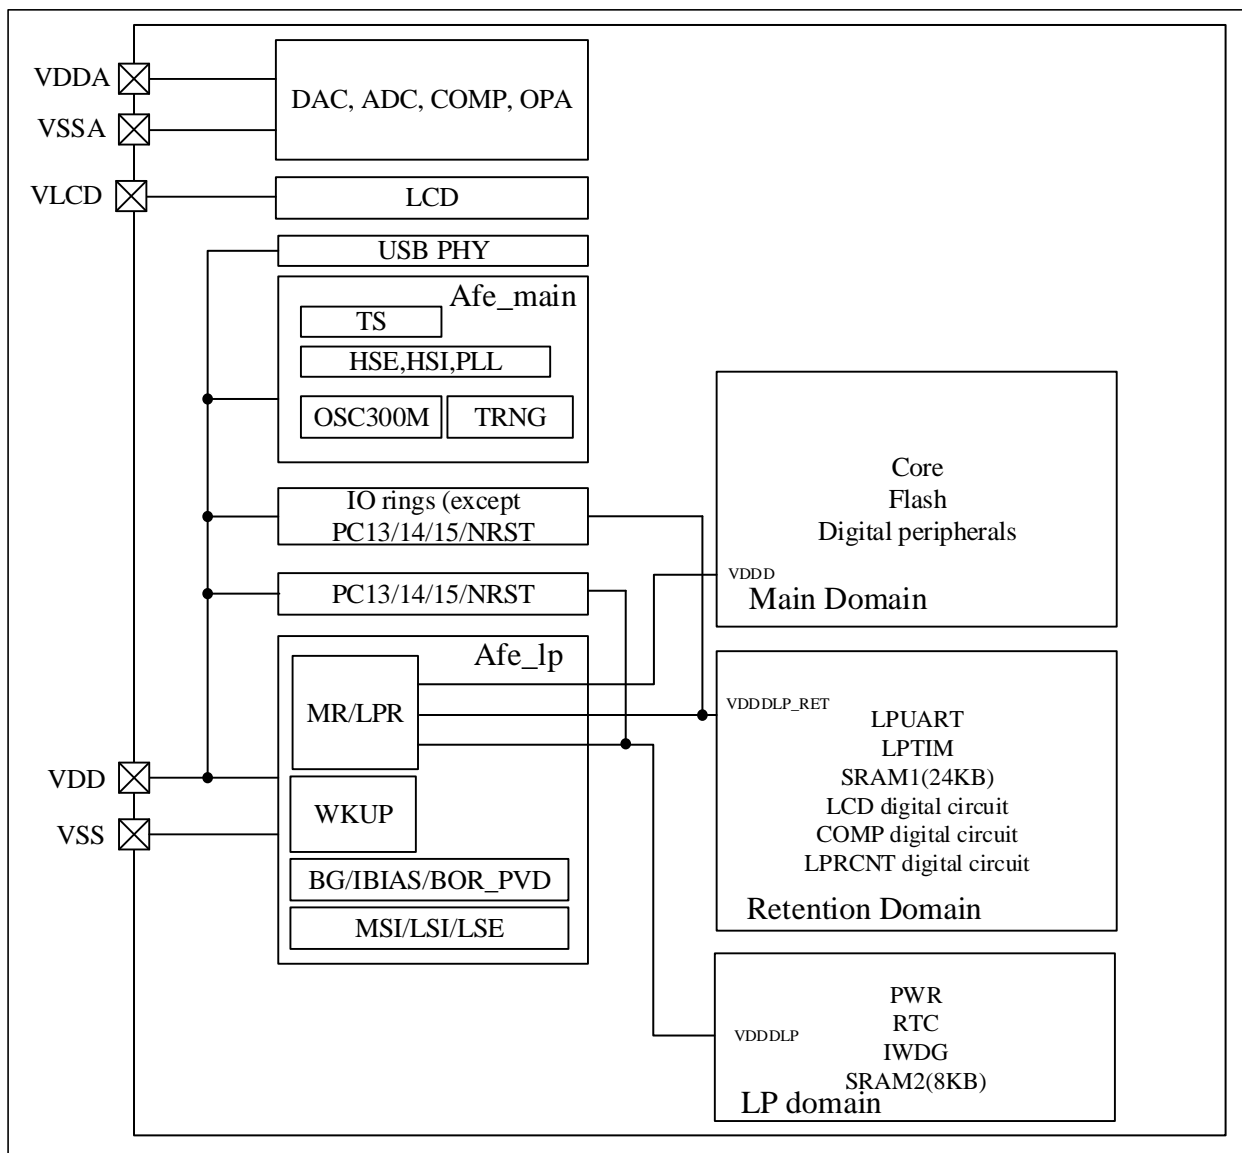 VDDA
VSSA
DAC, ADC, COMP, OPA
VLCD
LCD
USB PHY
Afe_main
TS
HSE,HSI,PLL
OSC300M
TRNG
IO rings (except
PC13/14/15/NRST
PC13/14/15/NRST
Afe_lp
MR/LPR
VDD
WKUP
VSS
BG/IBIAS/BOR_PVD
MSI/LSI/LSE
Core
Flash
Digital peripherals
VDDD
Main Domain
VDDDLP_RET
LPUART
LPTIM
SRAM1(24KB)
LCD digital circuit
COMP digital circuit
LPRCNT digital circuit
Retention Domain
PWR
RTC
VDDDLP
IWDG
SRAM2(8KB)
LP domain